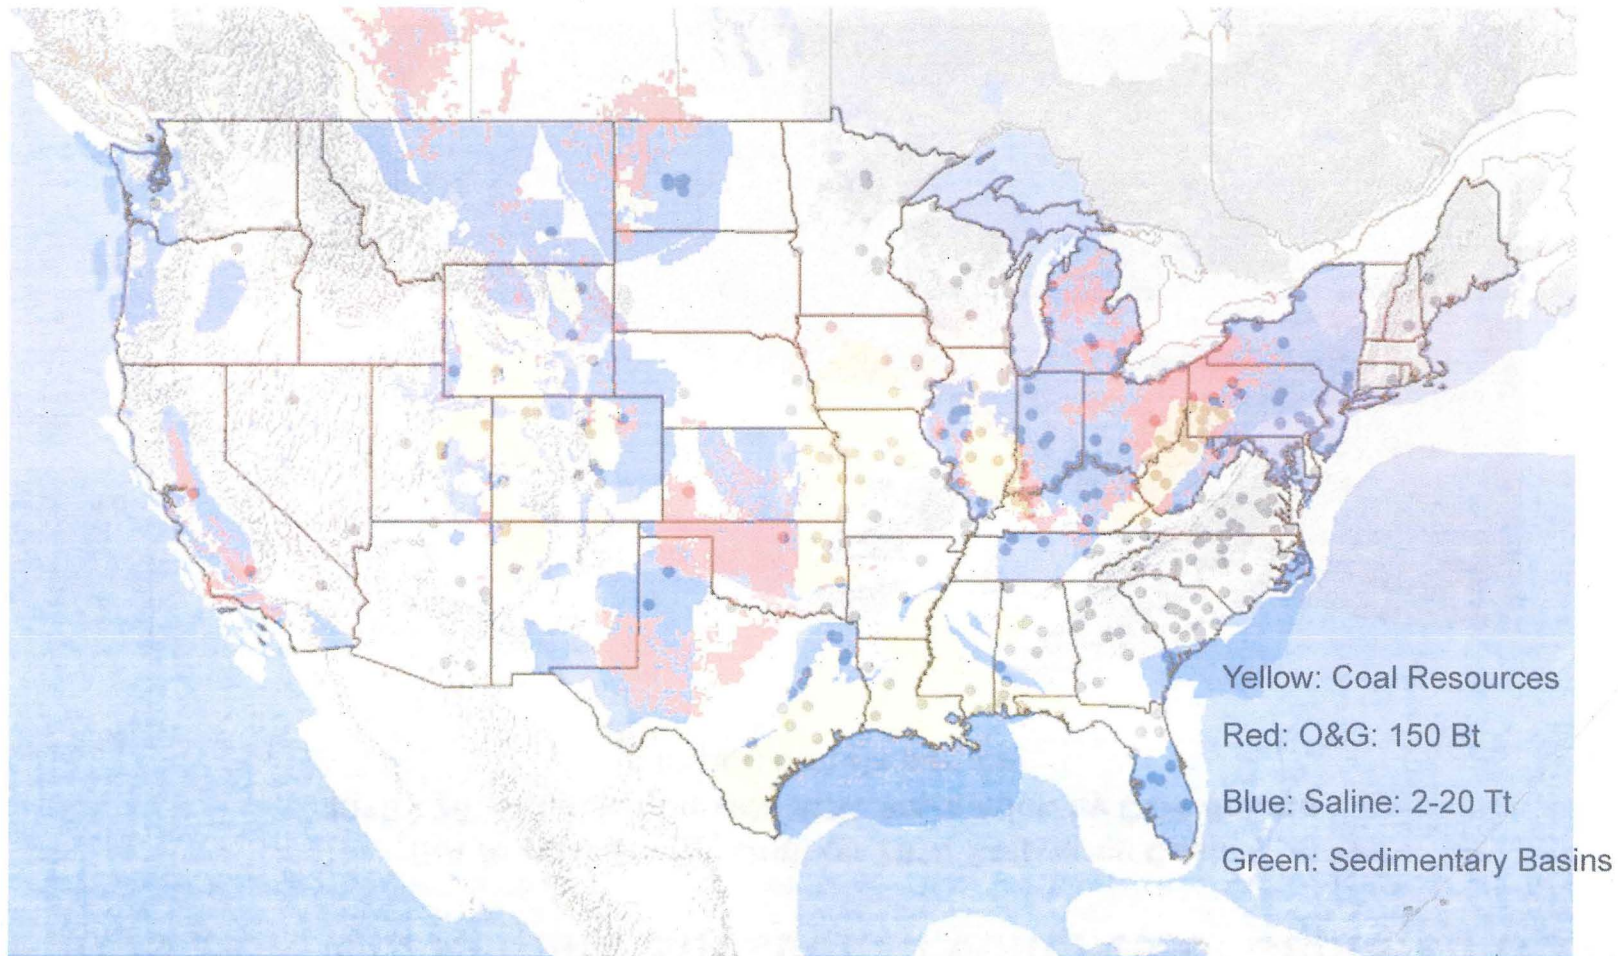 Yellow: Coal Resources
Red: O&G: 150 Bt
Blue: Saline: 2-20 Tt
Green: Sedimentary Basins